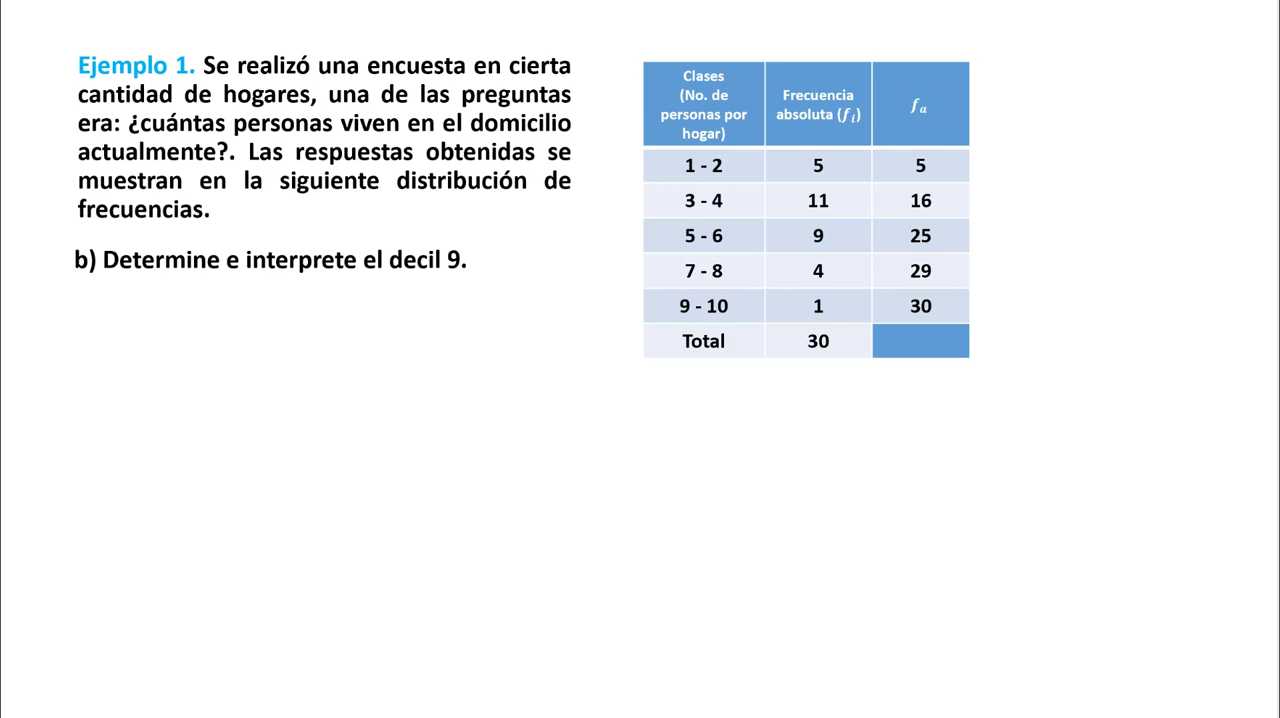 Ejemplo 1. Se realizó una encuesta en cierta
cantidad de hogares, una de las preguntas
era: ¿cuántas personas viven en el domicilio
actualmente?. Las respuestas obtenidas se
muestran en la siguiente distribución de
frecuencias.
b) Determine e interprete el decil 9.
Clases
(No. de
personas por
hogar)
Frecuencia
absoluta (fᵢ)
fₐ
1 - 2 5 5
3 - 4 11 16
5 - 6 9 25
7 - 8 4 29
9 - 10 1 30
Total 30